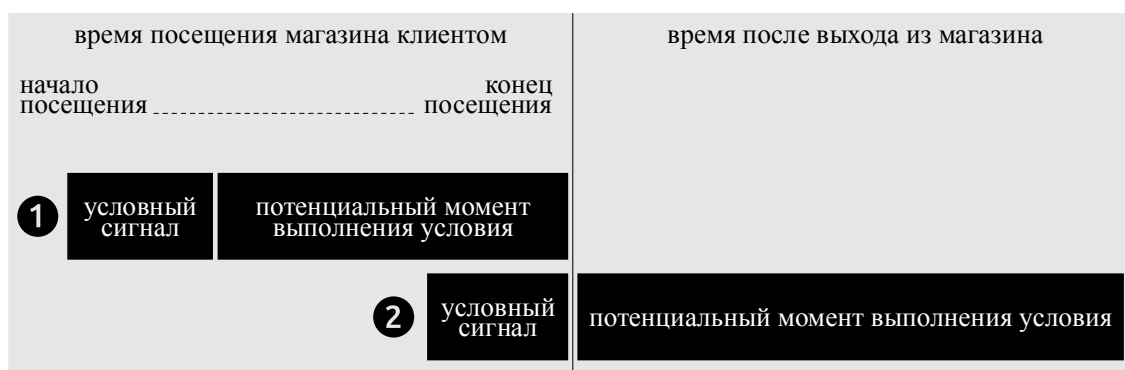 время посещения магазина клиентом
время после выхода из магазина
начало
посещения
конец
посещения
1
условный
сигнал
потенциальный момент
выполнения условия
2
условный
сигнал
потенциальный момент выполнения условия